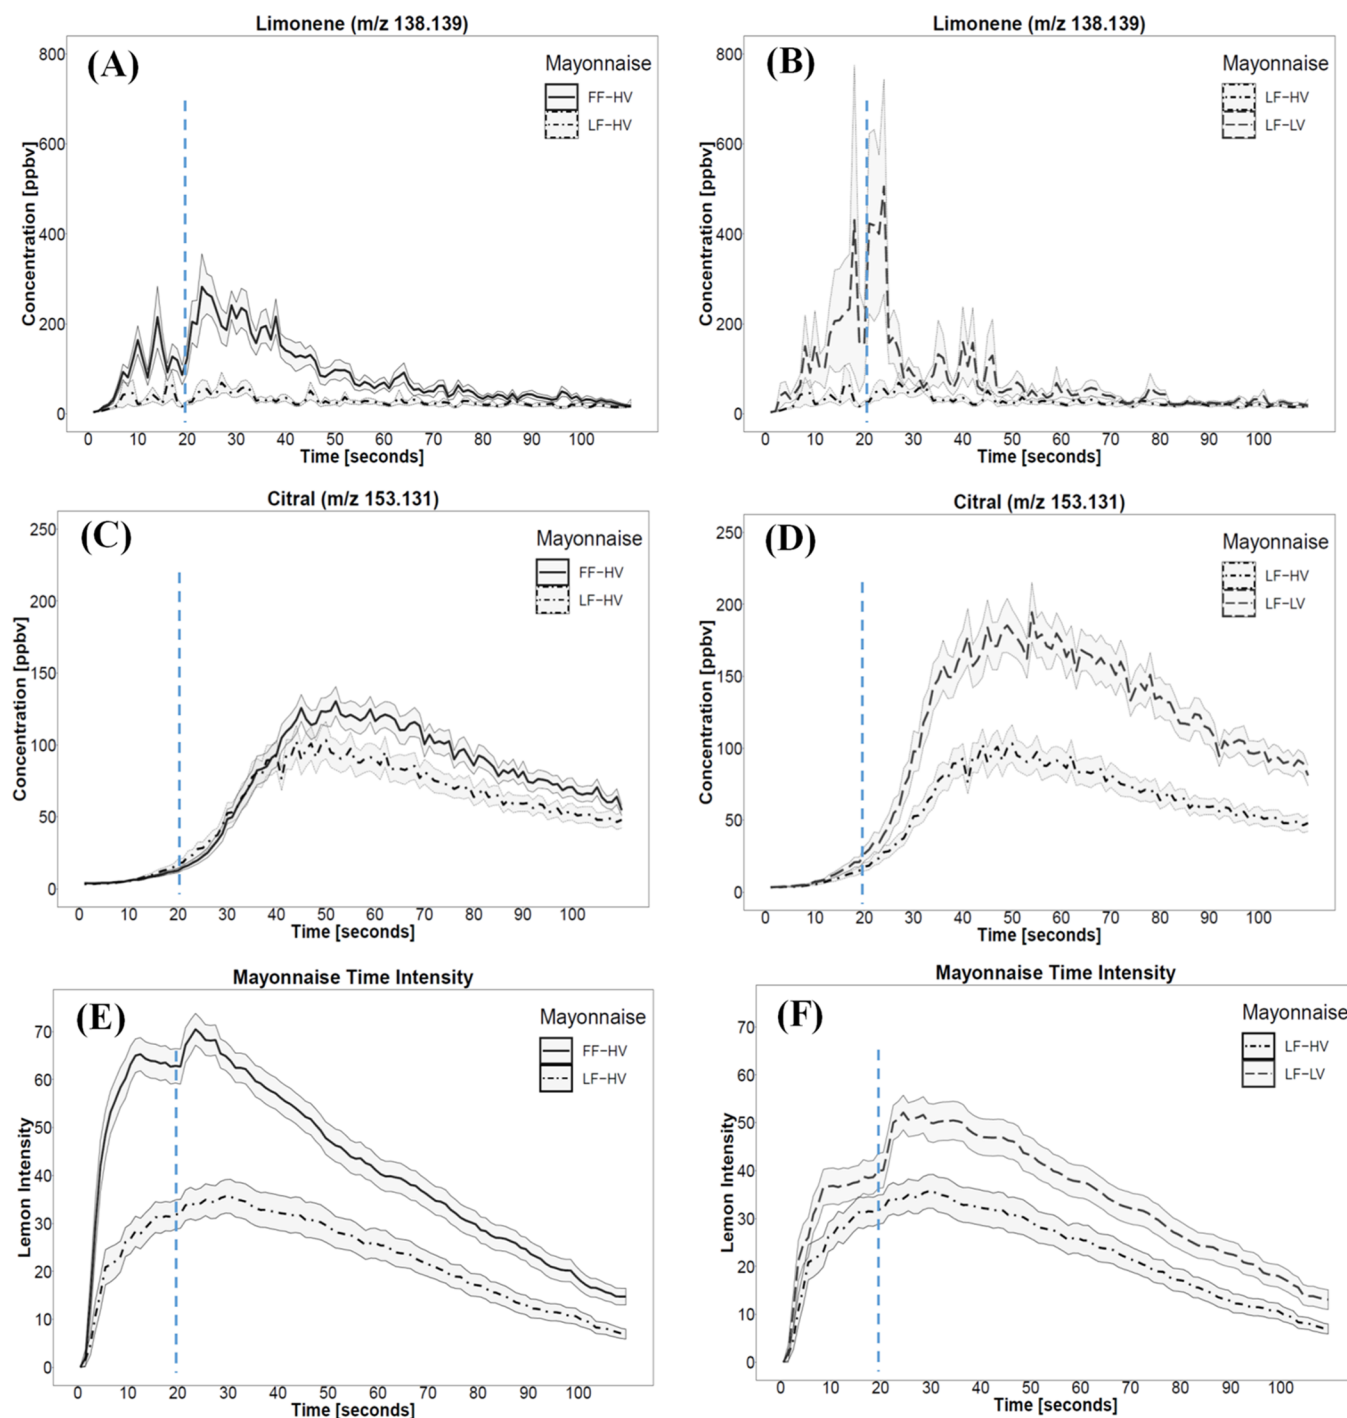 Limonene (m/z 138.139)
(A)
Mayonnaise
FF-HV
LF-HV
Concentration [ppbv]
800
600
400
200
0
0 10 20 30 40 50 60 70 80 90 100
Time [seconds]
Limonene (m/z 138.139)
(B)
Mayonnaise
LF-HV
LF-LV
Concentration [ppbv]
800
600
400
200
0
0 10 20 30 40 50 60 70 80 90 100
Time [seconds]
Citral (m/z 153.131)
(C)
Mayonnaise
FF-HV
LF-HV
Concentration [ppbv]
250
200
150
100
50
0
0 10 20 30 40 50 60 70 80 90 100
Time [seconds]
Citral (m/z 153.131)
(D)
Mayonnaise
LF-HV
LF-LV
Concentration [ppbv]
250
200
150
100
50
0
0 10 20 30 40 50 60 70 80 90 100
Time [seconds]
Mayonnaise Time Intensity
(E)
Mayonnaise
FF-HV
LF-HV
Lemon Intensity
70
60
50
40
30
20
10
0
0 10 20 30 40 50 60 70 80 90 100
Time [seconds]
Mayonnaise Time Intensity
(F)
Mayonnaise
LF-HV
LF-LV
Lemon Intensity
70
60
50
40
30
20
10
0
0 10 20 30 40 50 60 70 80 90 100
Time [seconds]